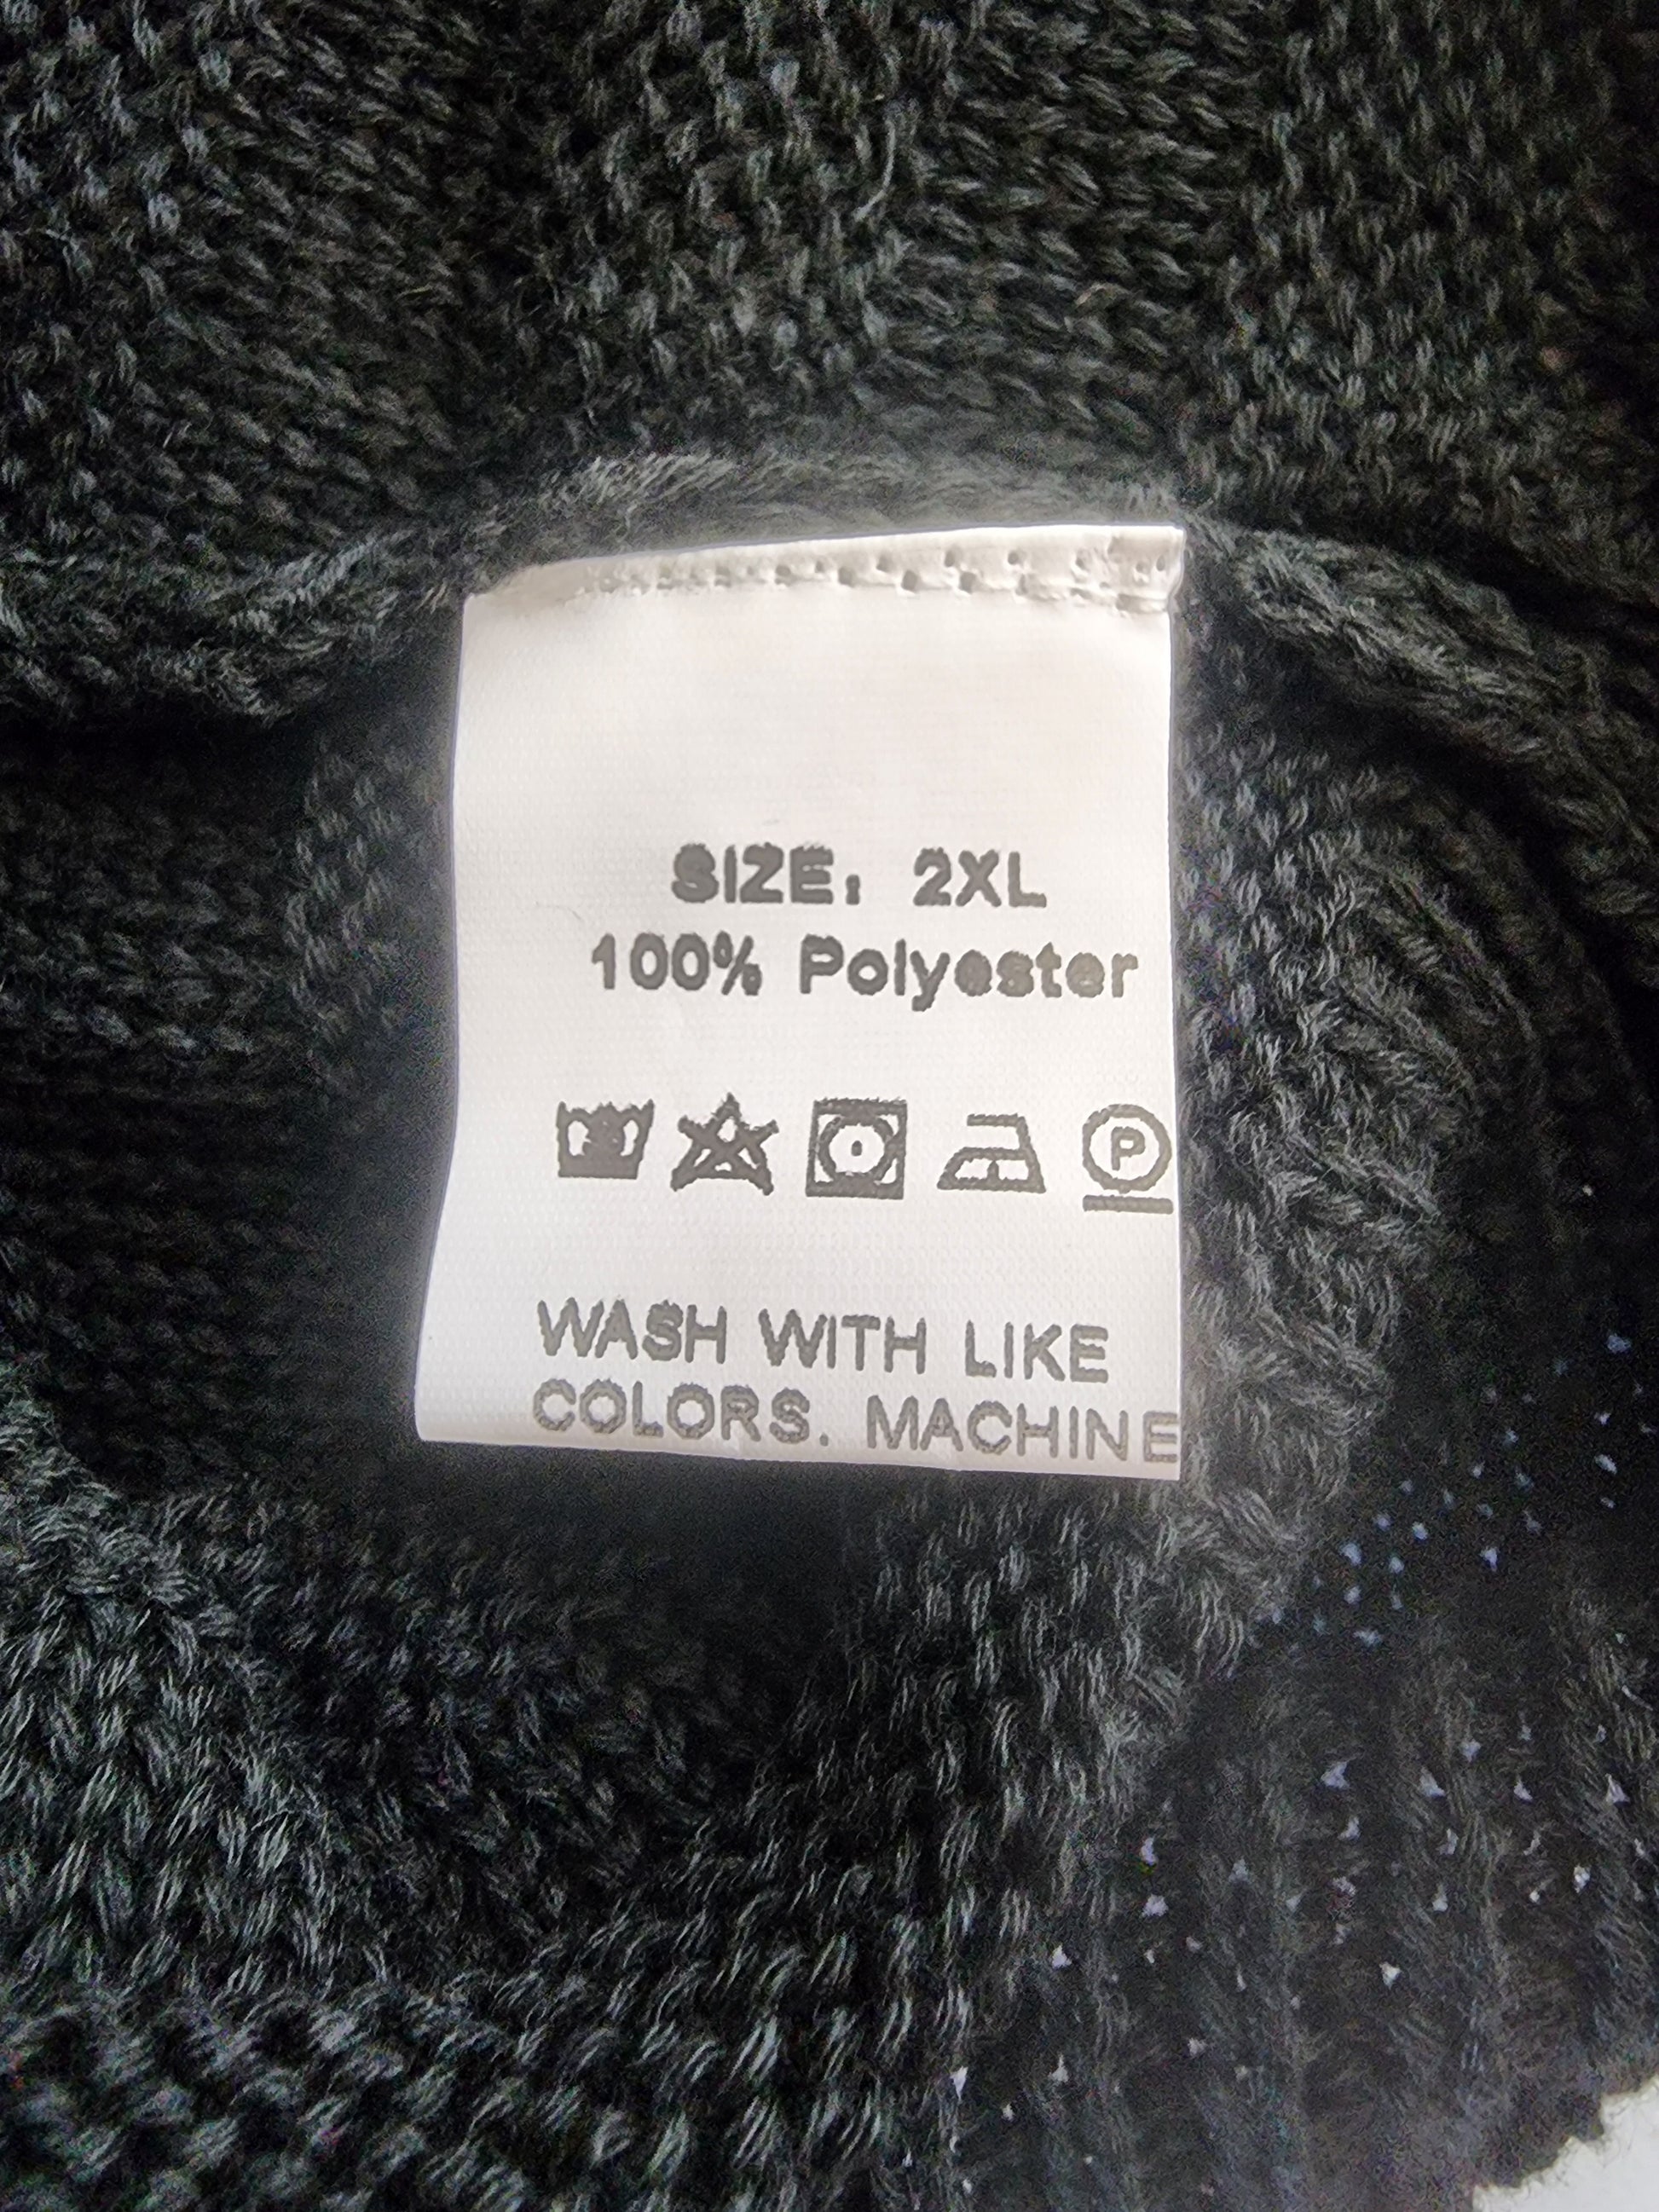 SIZE: 2XL
100% Polyester
P
WASH WITH LIKE
COLORS. MACHINE